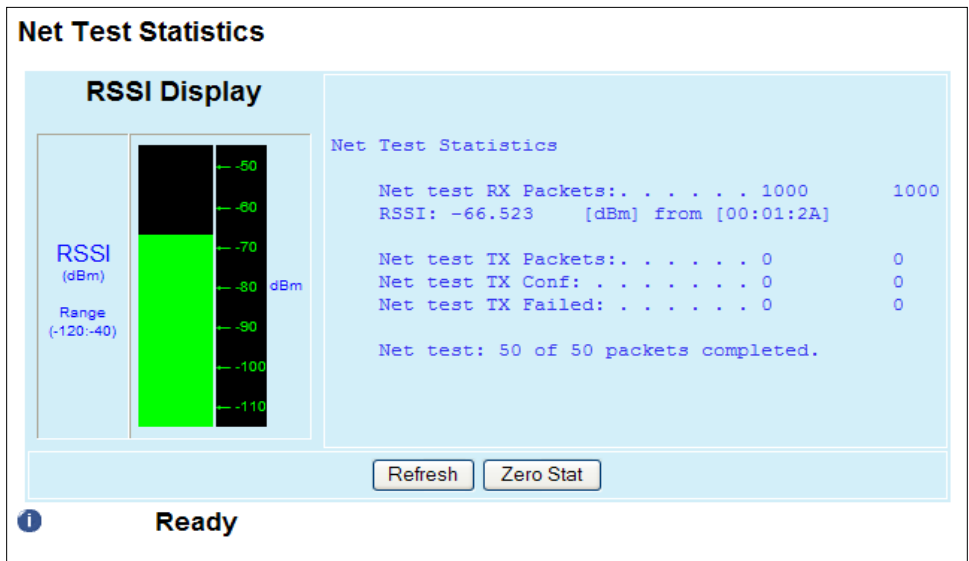 Net Test Statistics
RSSI Display
RSSI
(dBm)
Range
(-120:-40)
← -50
← -60
← -70
← -80
← -90
← -100
← -110
dBm
Net Test Statistics
Net test RX Packets:. . . . . . 1000 1000
RSSI: -66.523 [dBm] from [00:01:2A]
Net test TX Packets:. . . . . . 0 0
Net test TX Conf: . . . . . . . 0 0
Net test TX Failed: . . . . . . 0 0
Net test: 50 of 50 packets completed.
Refresh Zero Stat
i Ready